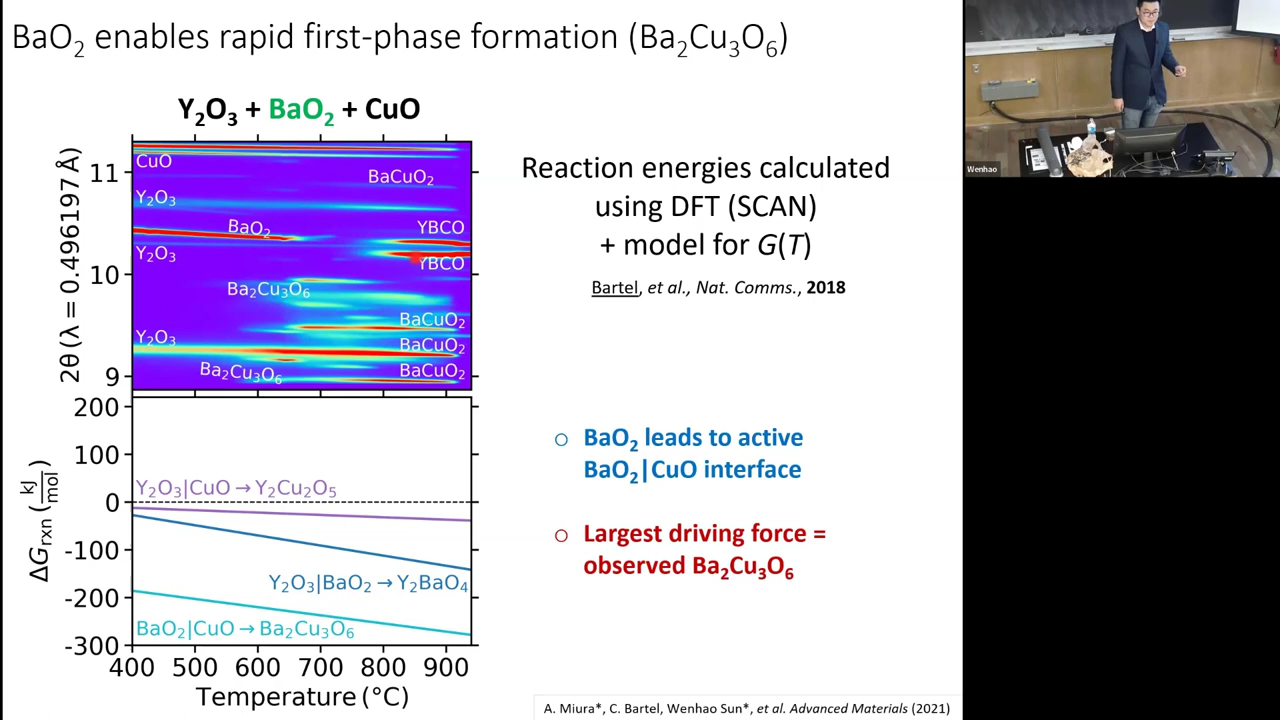 BaO₂ enables rapid first-phase formation (Ba₂Cu₃O₆)
Y₂O₃ + BaO₂ + CuO
2θ (λ = 0.496197 Å)
11
10
9
CuO
BaCuO₂
Y₂O₃
BaO₂
YBCO
Y₂O₃
YBCO
Ba₂Cu₃O₆
BaCuO₂
Y₂O₃
BaCuO₂
Ba₂Cu₃O₆
BaCuO₂
ΔG_rxn (kJ/mol)
200
100
0
-100
-200
-300
Y₂O₃|CuO → Y₂Cu₂O₅
Y₂O₃|BaO₂ → Y₂BaO₄
BaO₂|CuO → Ba₂Cu₃O₆
400 500 600 700 800 900
Temperature (°C)
Reaction energies calculated
using DFT (SCAN)
+ model for G(T)
Bartel, et al., Nat. Comms., 2018
○ BaO₂ leads to active
BaO₂|CuO interface
○ Largest driving force =
observed Ba₂Cu₃O₆
A. Miura*, C. Bartel, Wenhao Sun*, et al. Advanced Materials (2021)
Wenhao